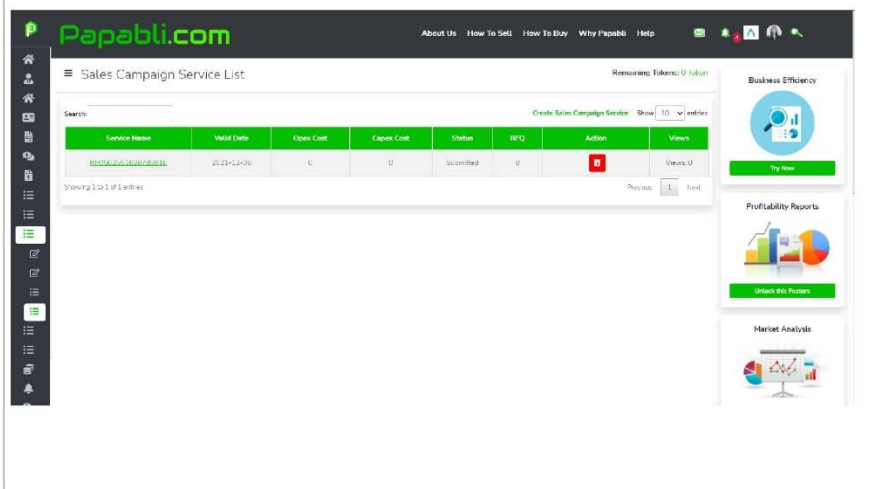 Papabli.com
About Us How To Sell How To Buy Why Papabli Help
Sales Campaign Service List
Remaining Tokens: 0 Token
Search:
Create Sales Campaign Service Show 10 entries
Service Name Valid Date Opex Cost Capex Cost Status RFQ Action Views
2021-12-06 0 0 Submitted 0 Views: 0
Showing 1 to 1 of 1 entries
Previous 1 Next
Business Efficiency
Try Now
Profitability Reports
Unlock this Feature
Market Analysis